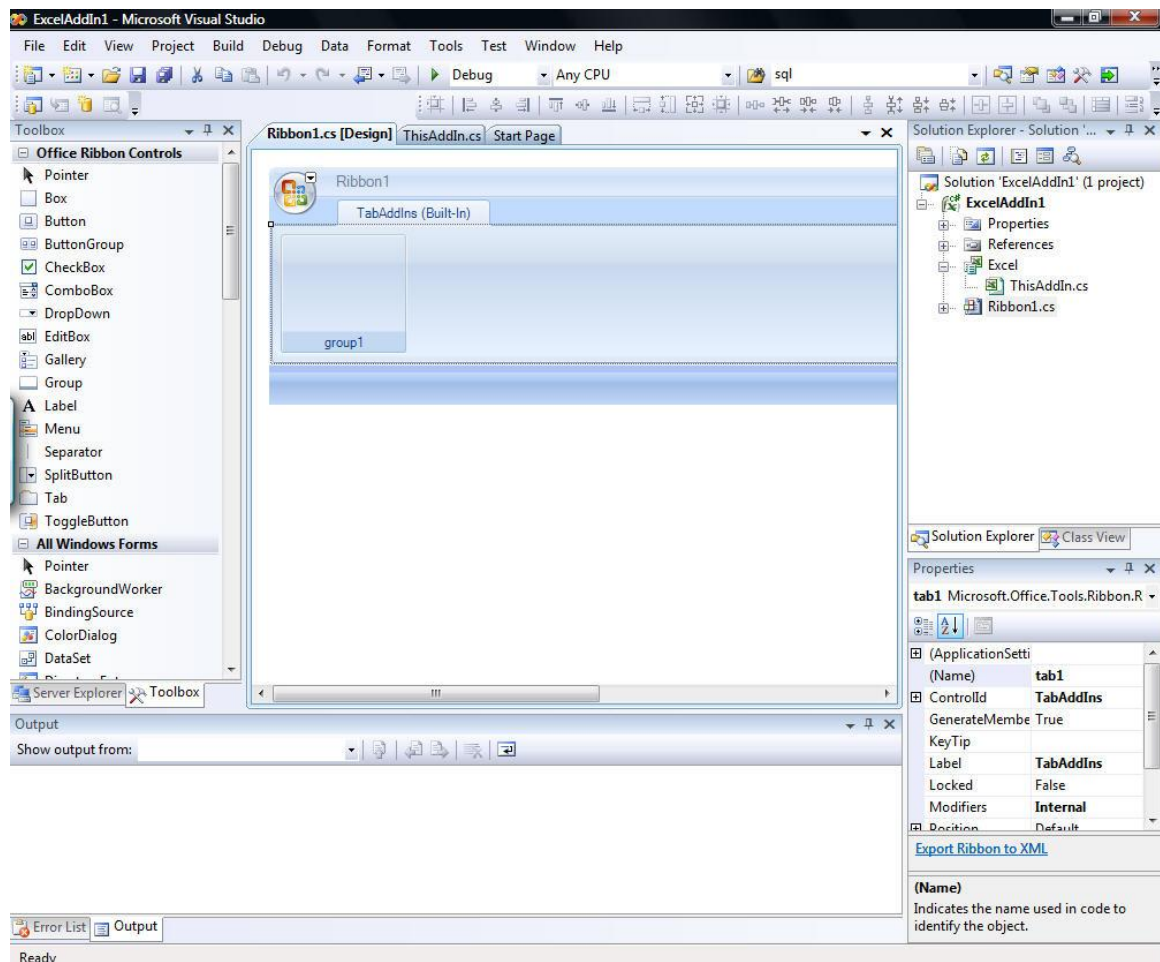 ExcelAddIn1 - Microsoft Visual Studio
File Edit View Project Build Debug Data Format Tools Test Window Help
Debug Any CPU sql
Toolbox
Office Ribbon Controls
Pointer
Box
Button
ButtonGroup
CheckBox
ComboBox
DropDown
abl EditBox
Gallery
Group
A Label
Menu
Separator
SplitButton
Tab
ToggleButton
All Windows Forms
Pointer
BackgroundWorker
BindingSource
ColorDialog
DataSet
Server Explorer Toolbox
Ribbon1.cs [Design] ThisAddIn.cs Start Page
Ribbon1
TabAddIns (Built-In)
group1
Solution Explorer - Solution '...
Solution 'ExcelAddIn1' (1 project)
ExcelAddIn1
Properties
References
Excel
ThisAddIn.cs
Ribbon1.cs
Solution Explorer Class View
Properties
tab1 Microsoft.Office.Tools.Ribbon.R
(ApplicationSetti
(Name) tab1
ControlId TabAddIns
GenerateMembe True
KeyTip
Label TabAddIns
Locked False
Modifiers Internal
Position Default
Export Ribbon to XML
(Name)
Indicates the name used in code to
identify the object.
Output
Show output from:
Error List Output
Ready